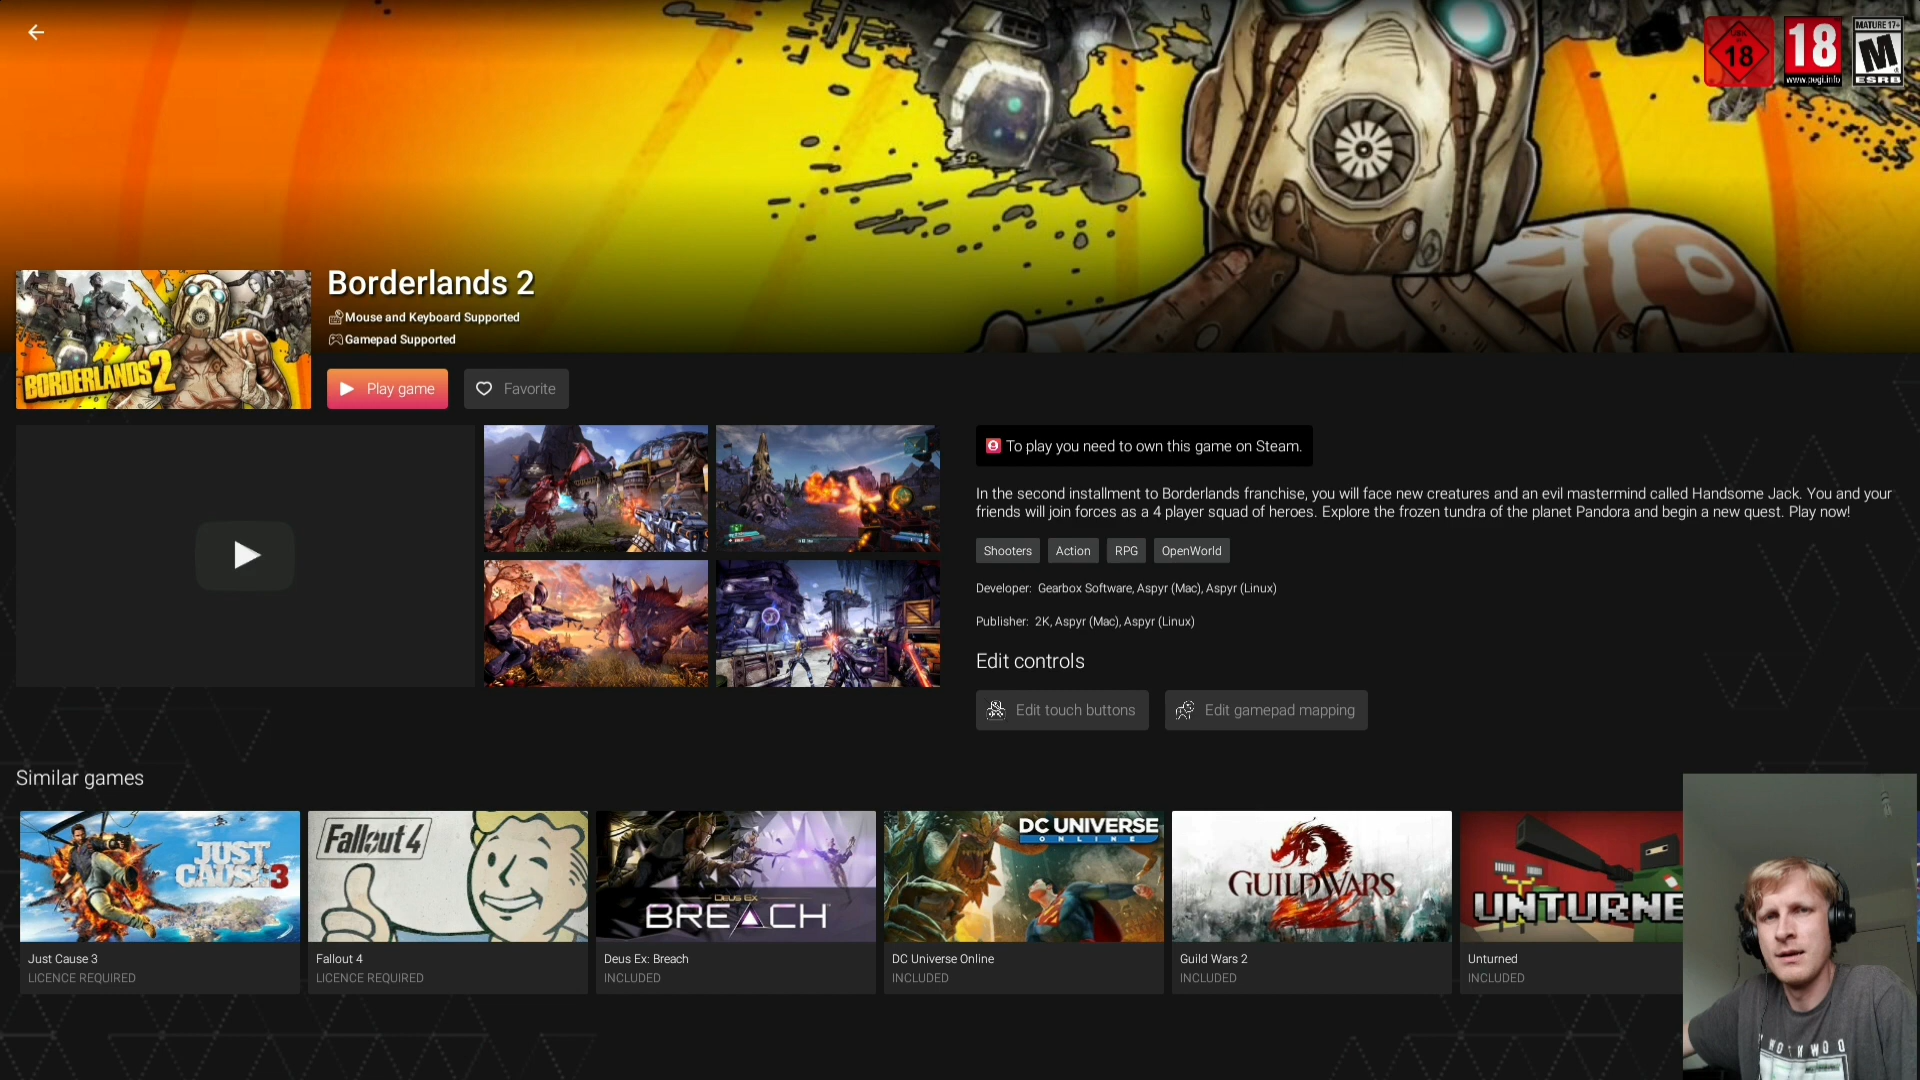 18
18
www.pegi.info
MATURE 17+
M
ESRB
BORDERLANDS 2
Borderlands 2
Mouse and Keyboard Supported
Gamepad Supported
Play game
Favorite
To play you need to own this game on Steam.
In the second installment to Borderlands franchise, you will face new creatures and an evil mastermind called Handsome Jack. You and your
friends will join forces as a 4 player squad of heroes. Explore the frozen tundra of the planet Pandora and begin a new quest. Play now!
Shooters
Action
RPG
OpenWorld
Developer: Gearbox Software, Aspyr (Mac), Aspyr (Linux)
Publisher: 2K, Aspyr (Mac), Aspyr (Linux)
Edit controls
Edit touch buttons
Edit gamepad mapping
Similar games
JUST
CAUSE 3
Fallout 4
DEUS EX
BREACH
DC UNIVERSE
ONLINE
GUILD WARS
2
UNTURNE
Just Cause 3
LICENCE REQUIRED
Fallout 4
LICENCE REQUIRED
Deus Ex: Breach
INCLUDED
DC Universe Online
INCLUDED
Guild Wars 2
INCLUDED
Unturned
INCLUDED